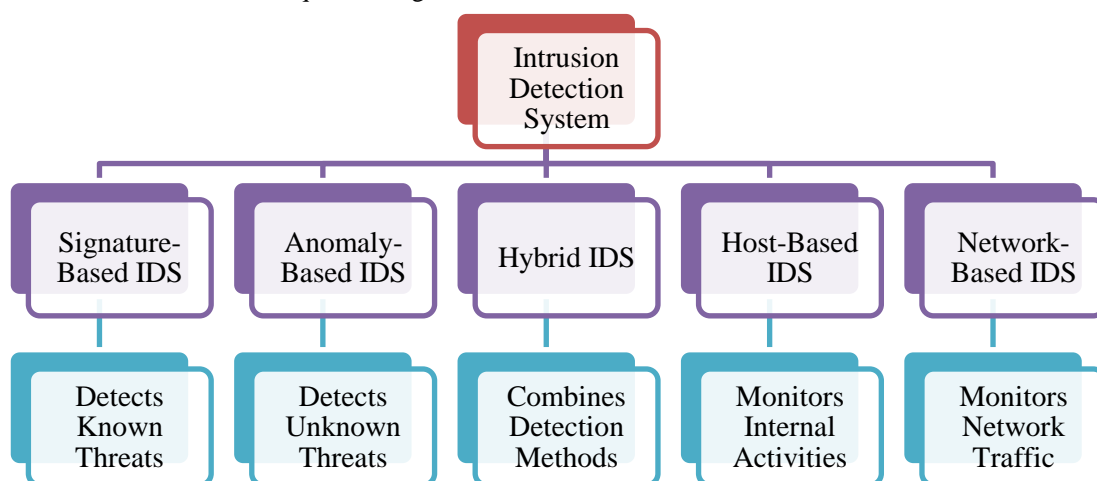 Intrusion
Detection
System
Signature-
Based IDS
Anomaly-
Based IDS
Hybrid IDS
Host-Based
IDS
Network-
Based IDS
Detects
Known
Threats
Detects
Unknown
Threats
Combines
Detection
Methods
Monitors
Internal
Activities
Monitors
Network
Traffic